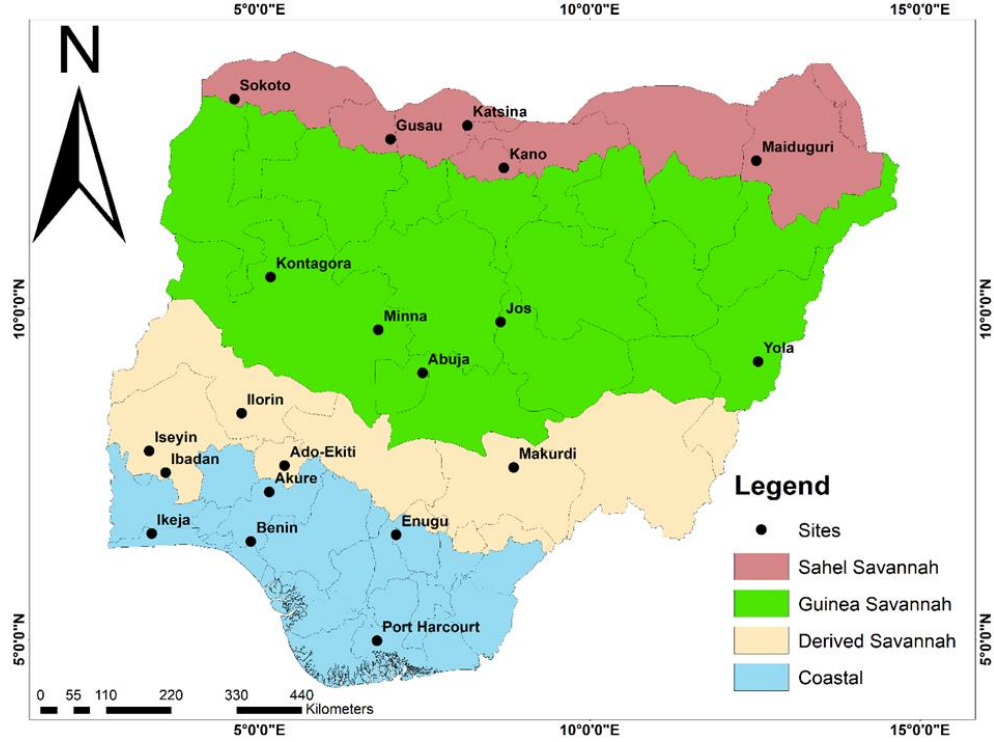 5°0'0"E 10°0'0"E 15°0'0"E
N
Sokoto
Katsina
Gusau
Kano
Maiduguri
Kontagora
Minna
Jos
Abuja
Yola
10°0'0"N 10°0'0"N
Ilorin
Iseyin
Ibadan
Ado-Ekiti
Akure
Makurdi
Ikeja
Benin
Enugu
Port Harcourt
5°0'0"N 5°0'0"N
Legend
Sites
Sahel Savannah
Guinea Savannah
Derived Savannah
Coastal
0 55 110 220 330 440
Kilometers
5°0'0"E 10°0'0"E 15°0'0"E